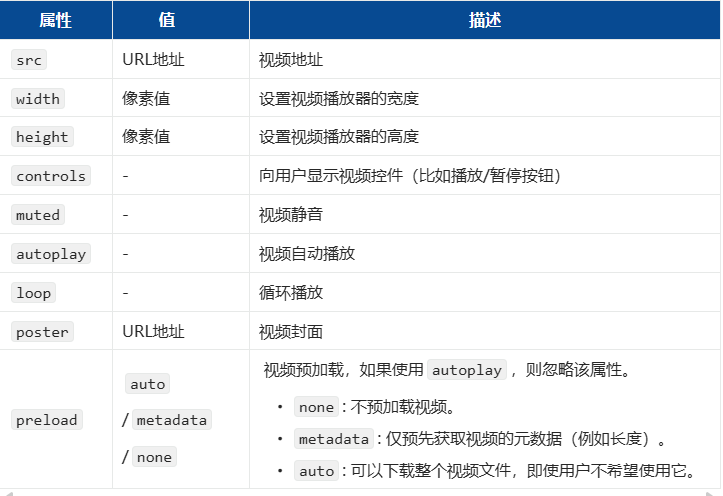 属性 值 描述
src URL地址 视频地址
width 像素值 设置视频播放器的宽度
height 像素值 设置视频播放器的高度
controls - 向用户显示视频控件（比如播放/暂停按钮）
muted - 视频静音
autoplay - 视频自动播放
loop - 循环播放
poster URL地址 视频封面
preload
auto
/ metadata
/ none
视频预加载，如果使用 autoplay ，则忽略该属性。
• none : 不预加载视频。
• metadata : 仅预先获取视频的元数据（例如长度）。
• auto : 可以下载整个视频文件，即使用户不希望使用它。